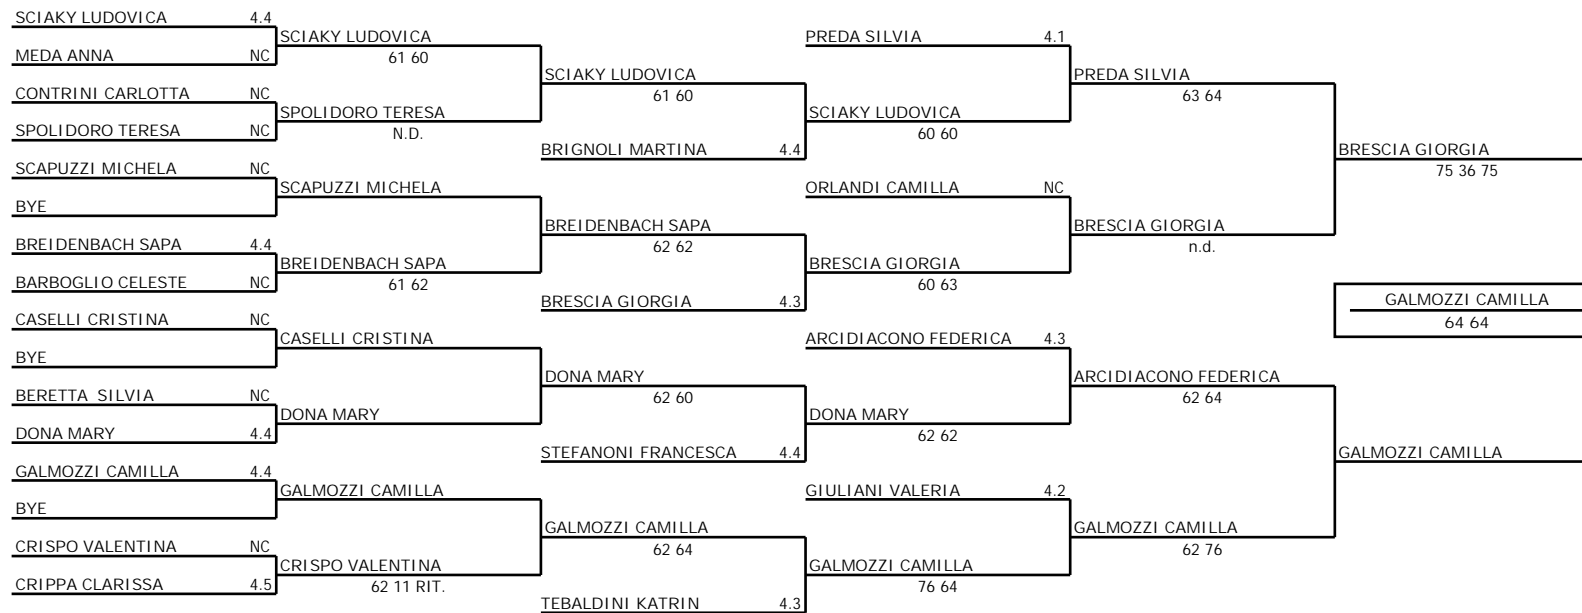 SCIAKY LUDOVICA 4.4
MEDA ANNA NC
CONTRINI CARLOTTA NC
SPOLIDORO TERESA NC
SCAPUZZI MICHELA NC
BYE
BREIDENBACH SAPA 4.4
BARBOGLIO CELESTE NC
CASELLI CRISTINA NC
BYE
BERETTA SILVIA NC
DONA MARY 4.4
GALMOZZI CAMILLA 4.4
BYE
CRISPO VALENTINA NC
CRIPPA CLARISSA 4.5
SCIAKY LUDOVICA
61 60
SPOLIDORO TERESA
N.D.
SCAPUZZI MICHELA
BREIDENBACH SAPA
61 62
CASELLI CRISTINA
DONA MARY
GALMOZZI CAMILLA
CRISPO VALENTINA
62 11 RIT.
SCIAKY LUDOVICA
61 60
BRIGNOLI MARTINA 4.4
BREIDENBACH SAPA
62 62
BRESCIA GIORGIA 4.3
DONA MARY
62 60
STEFANONI FRANCESCA 4.4
GALMOZZI CAMILLA
62 64
TEBALDINI KATRIN 4.3
PREDA SILVIA 4.1
SCIAKY LUDOVICA
60 60
ORLANDI CAMILLA NC
BRESCIA GIORGIA
60 63
ARCIDIACONO FEDERICA 4.3
DONA MARY
62 62
GIULIANI VALERIA 4.2
GALMOZZI CAMILLA
76 64
PREDA SILVIA
63 64
BRESCIA GIORGIA
n.d.
ARCIDIACONO FEDERICA
62 64
GALMOZZI CAMILLA
62 76
BRESCIA GIORGIA
75 36 75
GALMOZZI CAMILLA
64 64
GALMOZZI CAMILLA